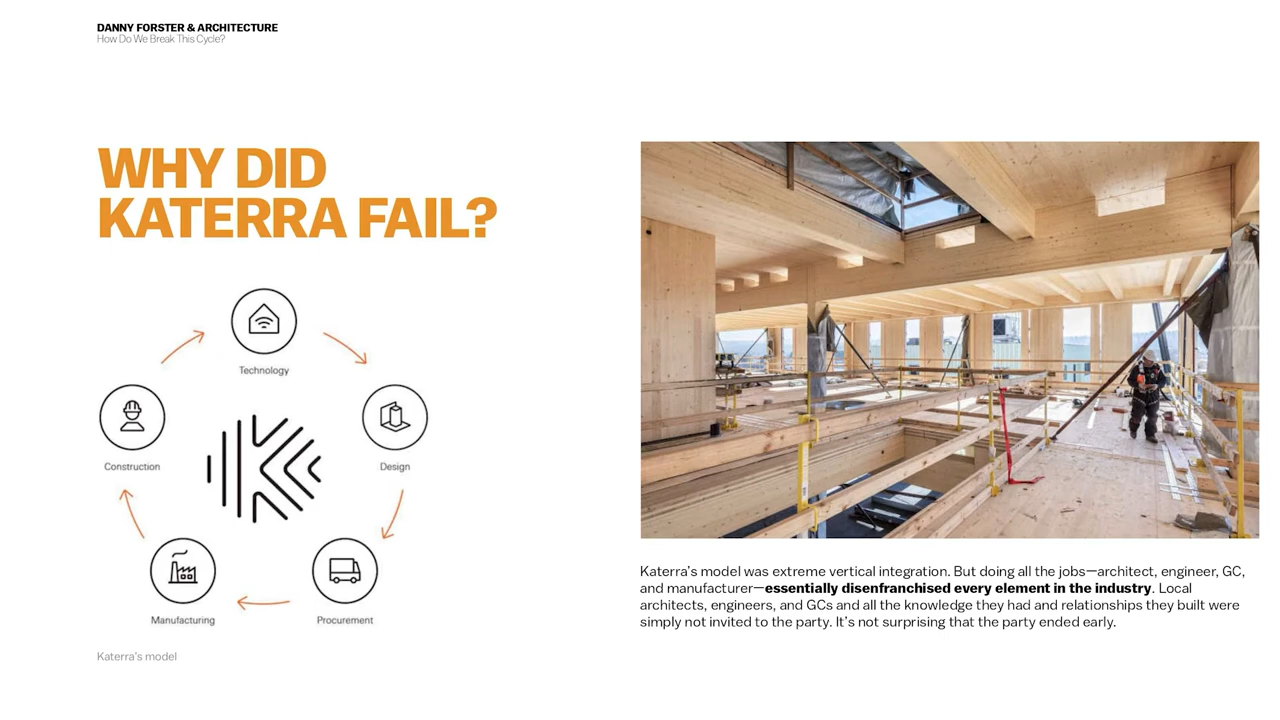 DANNY FORSTER & ARCHITECTURE
How Do We Break This Cycle?
WHY DID
KATERRA FAIL?
Technology
Construction
Design
Manufacturing
Procurement
Katerra's model
Katerra's model was extreme vertical integration. But doing all the jobs—architect, engineer, GC,
and manufacturer—essentially disenfranchised every element in the industry. Local
architects, engineers, and GCs and all the knowledge they had and relationships they built were
simply not invited to the party. It's not surprising that the party ended early.